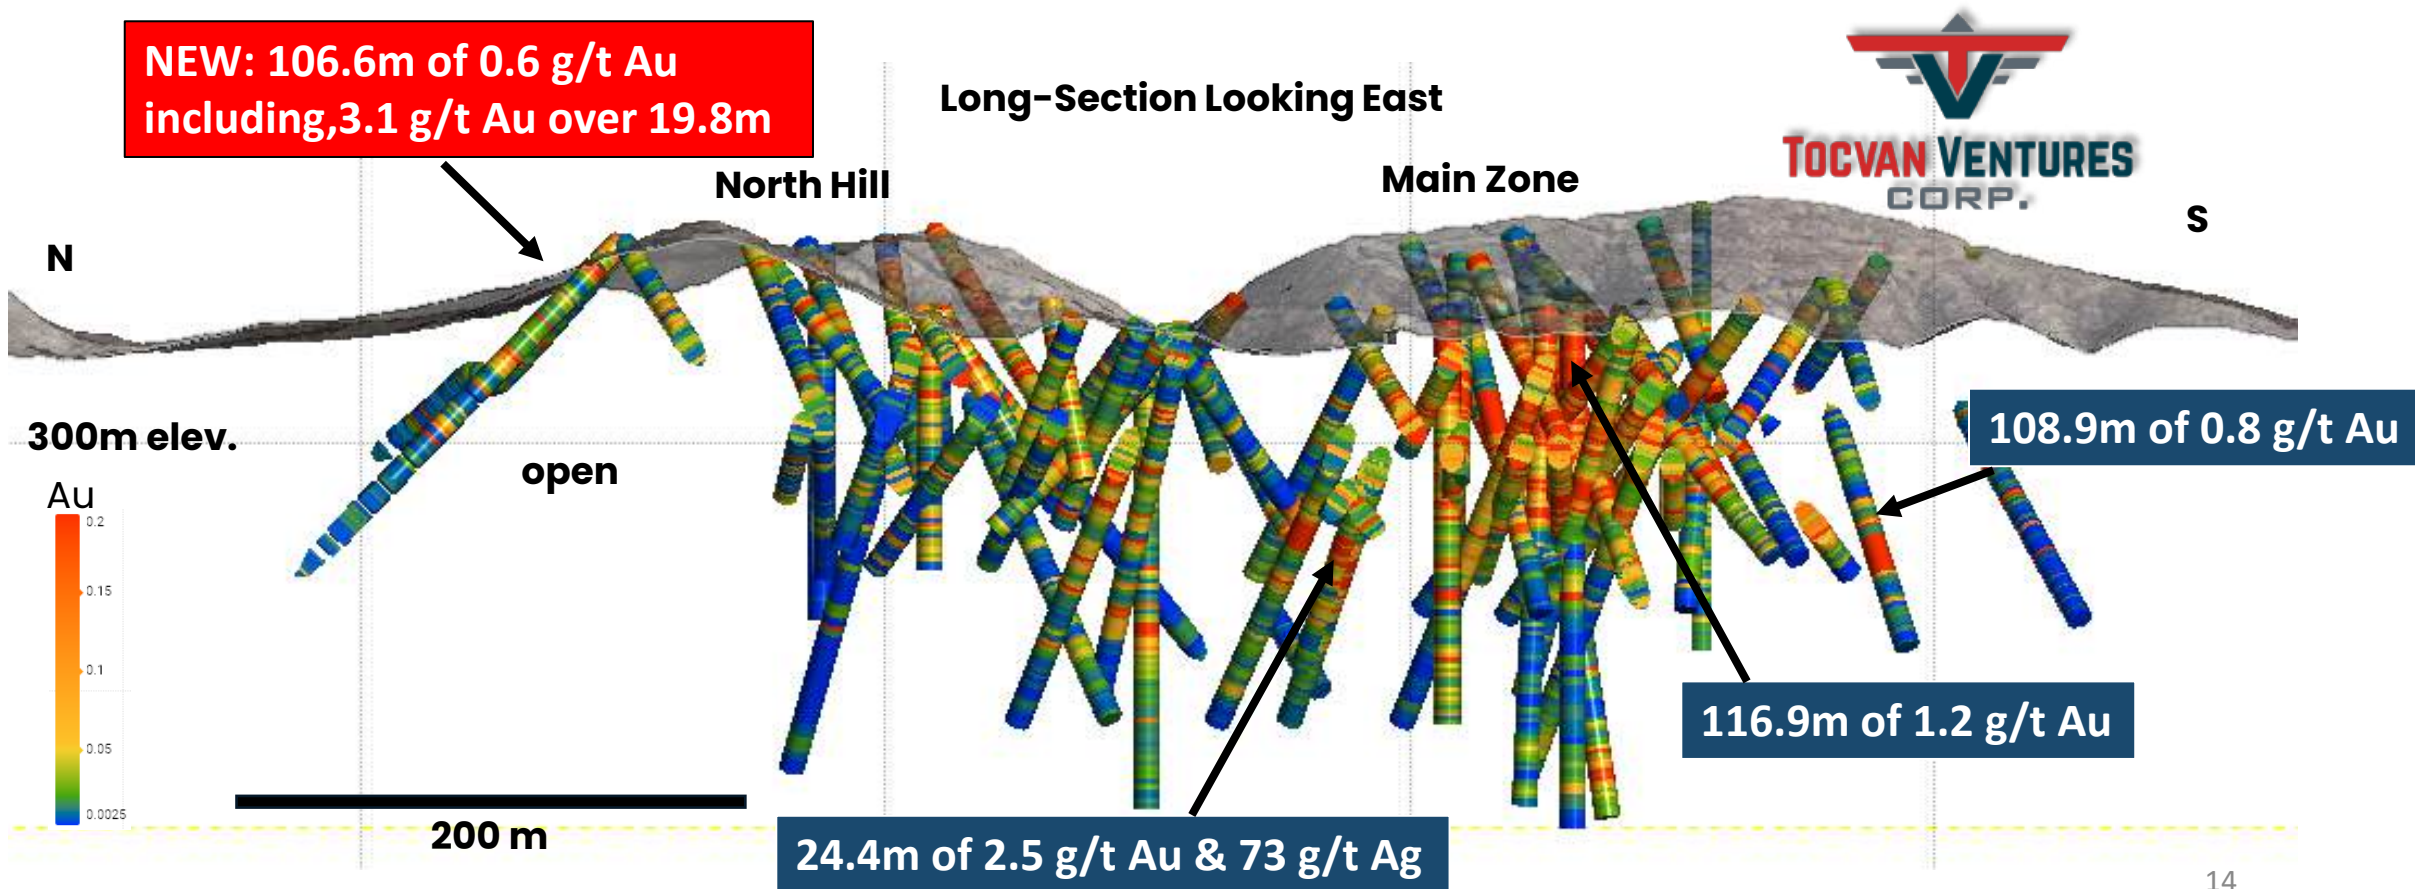 NEW: 106.6m of 0.6 g/t Au
including,3.1 g/t Au over 19.8m
Long-Section Looking East
TOCVAN VENTURES
CORP.
North Hill
Main Zone
N
S
300m elev.
open
108.9m of 0.8 g/t Au
Au
0.2
0.15
0.1
0.05
0.0025
116.9m of 1.2 g/t Au
200 m
24.4m of 2.5 g/t Au & 73 g/t Ag
14